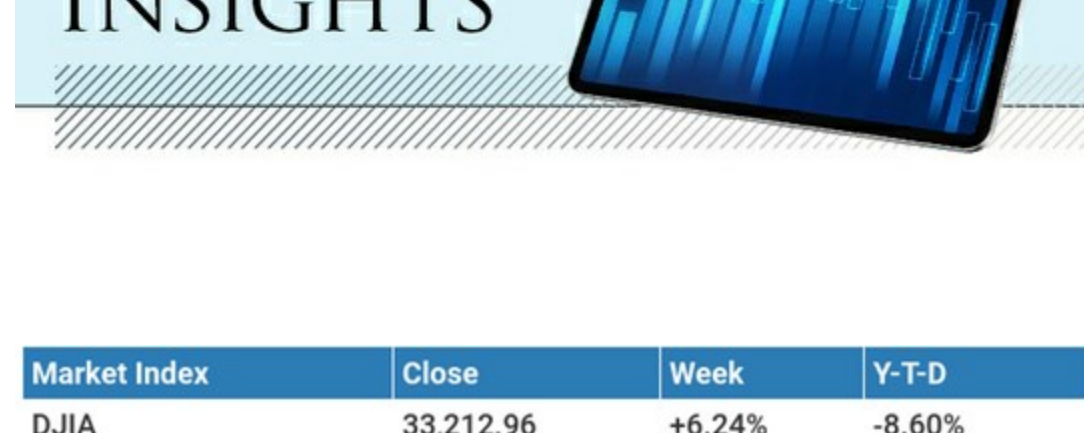 INSIGHTS
Market Index Close Week Y-T-D
DJIA 33,212.96 +6.24% -8.60%